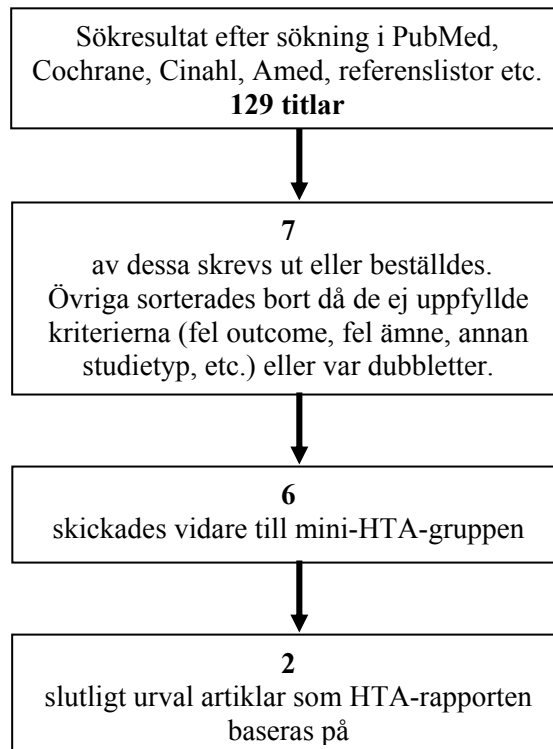 Sökresultat efter sökning i PubMed,
Cochrane, Cinahl, Amed, referenslistor etc.
129 titlar
7
av dessa skrevs ut eller beställdes.
Övriga sorterades bort då de ej uppfyllde
kriterierna (fel outcome, fel ämne, annan
studietyp, etc.) eller var dubbletter.
6
skickades vidare till mini-HTA-gruppen
2
slutligt urval artiklar som HTA-rapporten
baseras på